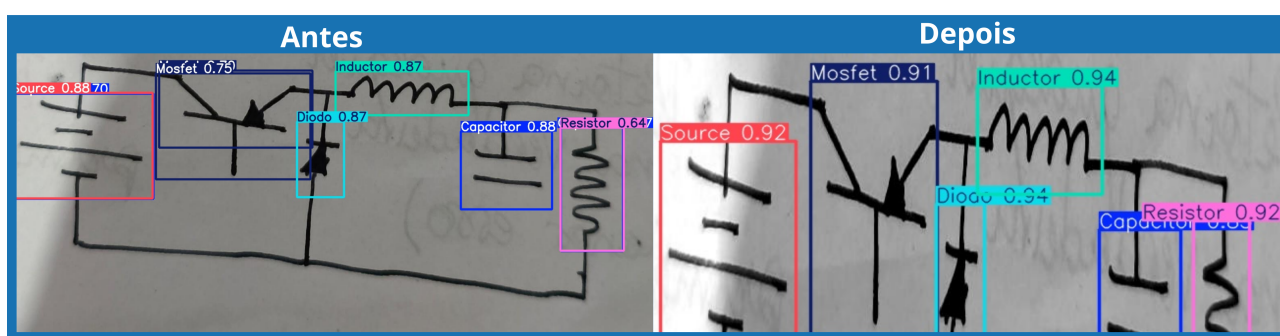 Antes
Depois
Mosfet 0.75
Inductor 0.87
Source 0.88
Diodo 0.87
Capacitor 0.88
Resistor 0.64
Mosfet 0.91
Inductor 0.94
Source 0.92
Diodo 0.94
Capacitor
Resistor 0.92